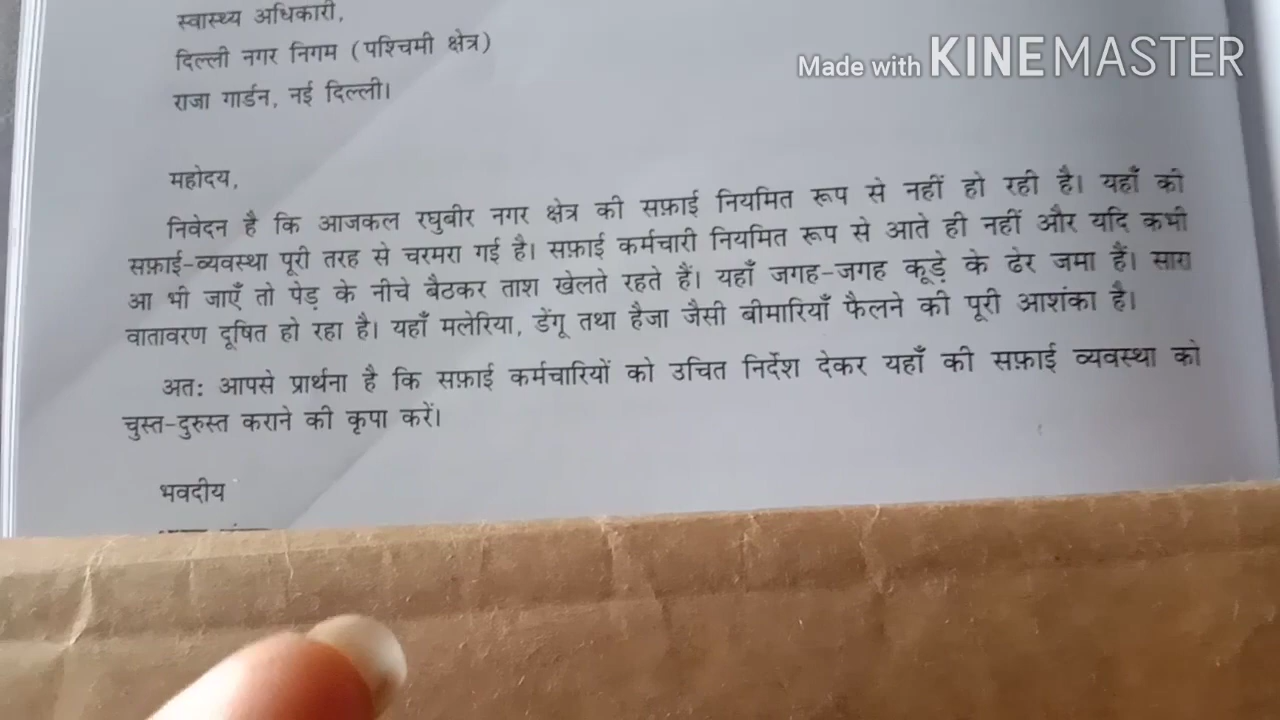 स्वास्थ्य अधिकारी,
दिल्ली नगर निगम (पश्चिमी क्षेत्र)
राजा गार्डन, नई दिल्ली।
Made with KINEMASTER
महोदय,
निवेदन है कि आजकल रघुबीर नगर क्षेत्र की सफ़ाई नियमित रूप से नहीं हो रही है। यहाँ की
सफ़ाई-व्यवस्था पूरी तरह से चरमरा गई है। सफ़ाई कर्मचारी नियमित रूप से आते ही नहीं और यदि कभी
आ भी जाएँ तो पेड़ के नीचे बैठकर ताश खेलते रहते हैं। यहाँ जगह-जगह कूड़े के ढेर जमा हैं। सारा
वातावरण दूषित हो रहा है। यहाँ मलेरिया, डेंगू तथा हैजा जैसी बीमारियाँ फैलने की पूरी आशंका है।
अत: आपसे प्रार्थना है कि सफ़ाई कर्मचारियों को उचित निर्देश देकर यहाँ की सफ़ाई व्यवस्था को
चुस्त-दुरुस्त कराने की कृपा करें।
भवदीय